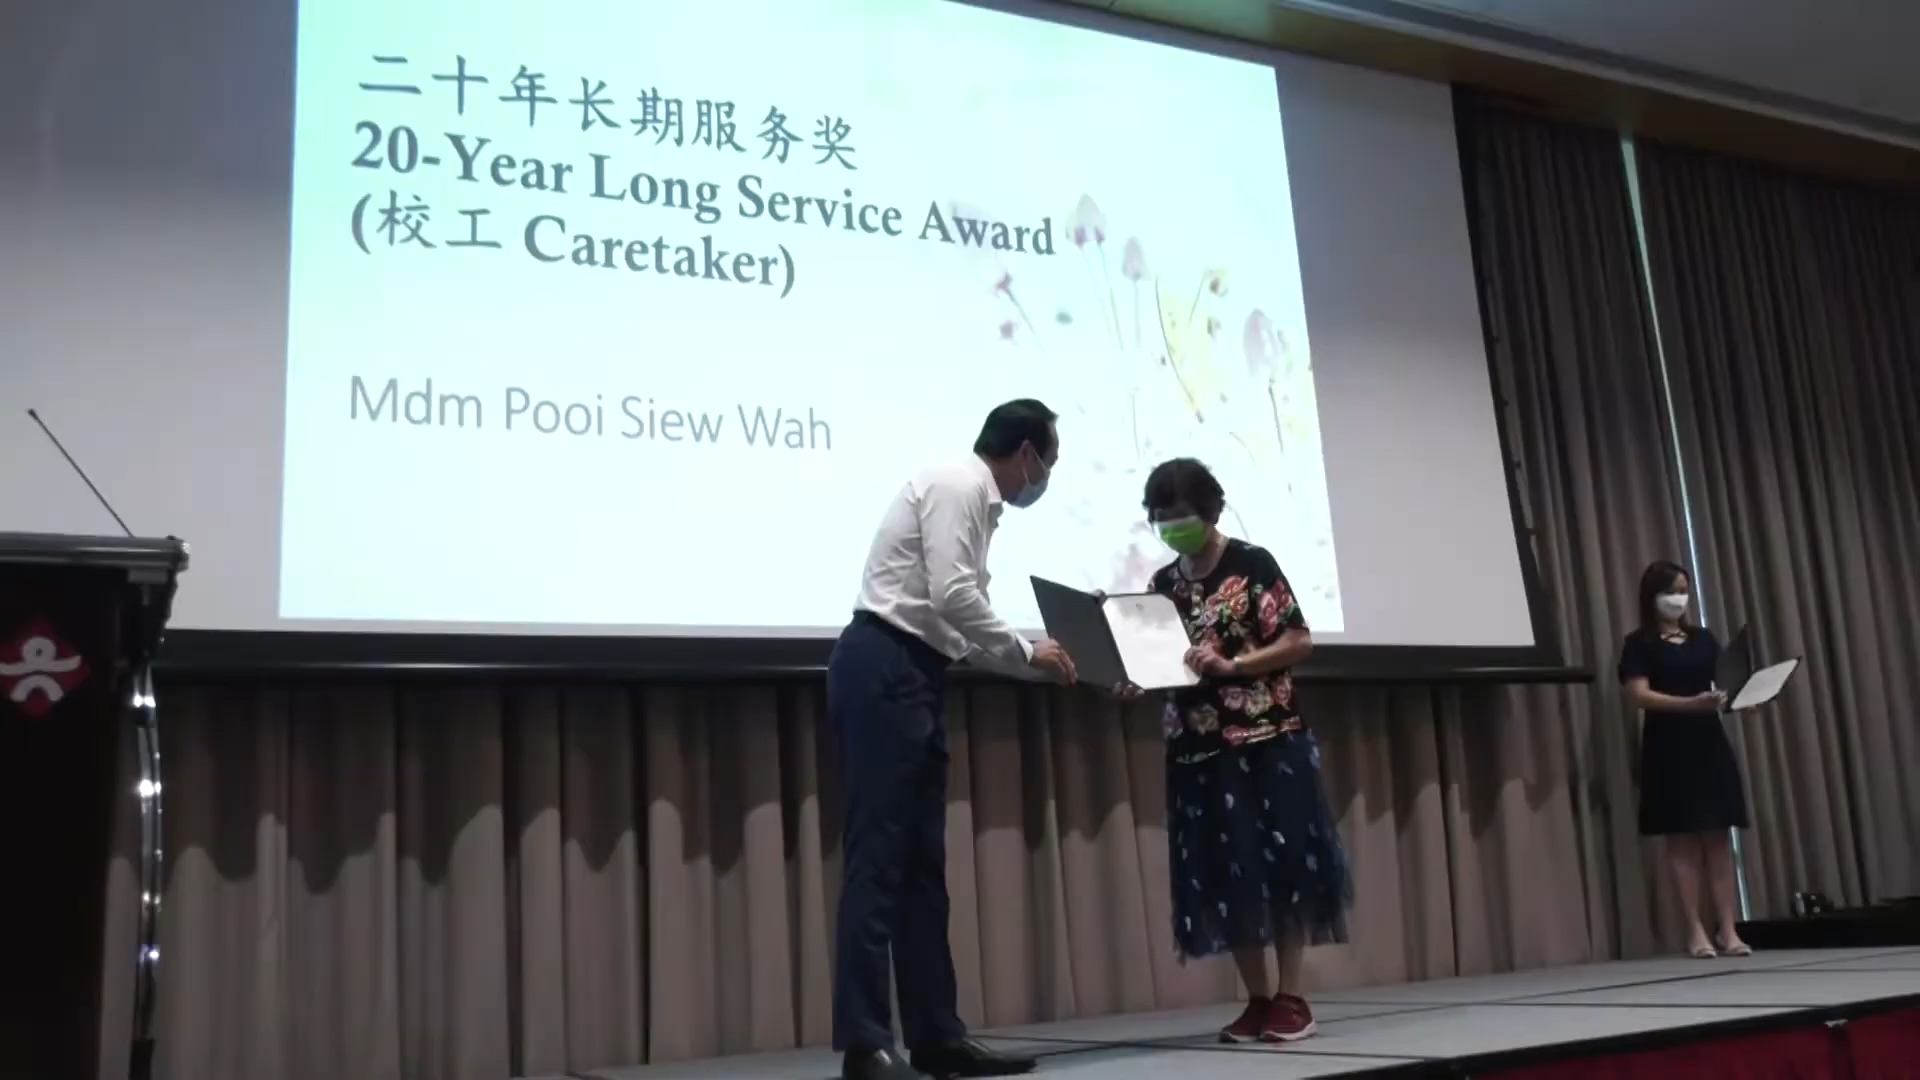 二十年长期服务奖
20-Year Long Service Award
(校工 Caretaker)
Mdm Pooi Siew Wah